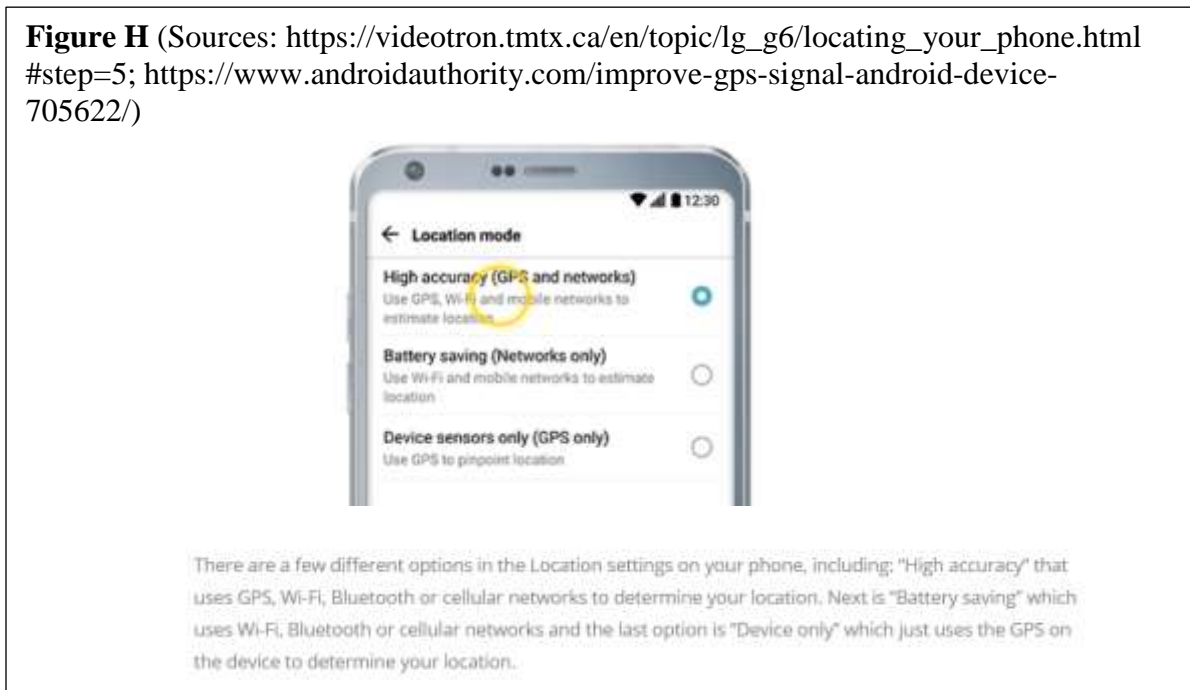 Figure H (Sources: https://videotron.tmtx.ca/en/topic/lg_g6/locating_your_phone.html
#step=5; https://www.androidauthority.com/improve-gps-signal-android-device-
705622/)
12:30
← Location mode
High accuracy (GPS and networks)
Use GPS, Wi-Fi and mobile networks to
estimate location
Battery saving (Networks only)
Use Wi-Fi and mobile networks to estimate
location
Device sensors only (GPS only)
Use GPS to pinpoint location
There are a few different options in the Location settings on your phone, including: "High accuracy" that
uses GPS, Wi-Fi, Bluetooth or cellular networks to determine your location. Next is "Battery saving" which
uses Wi-Fi, Bluetooth or cellular networks and the last option is "Device only" which just uses the GPS on
the device to determine your location.